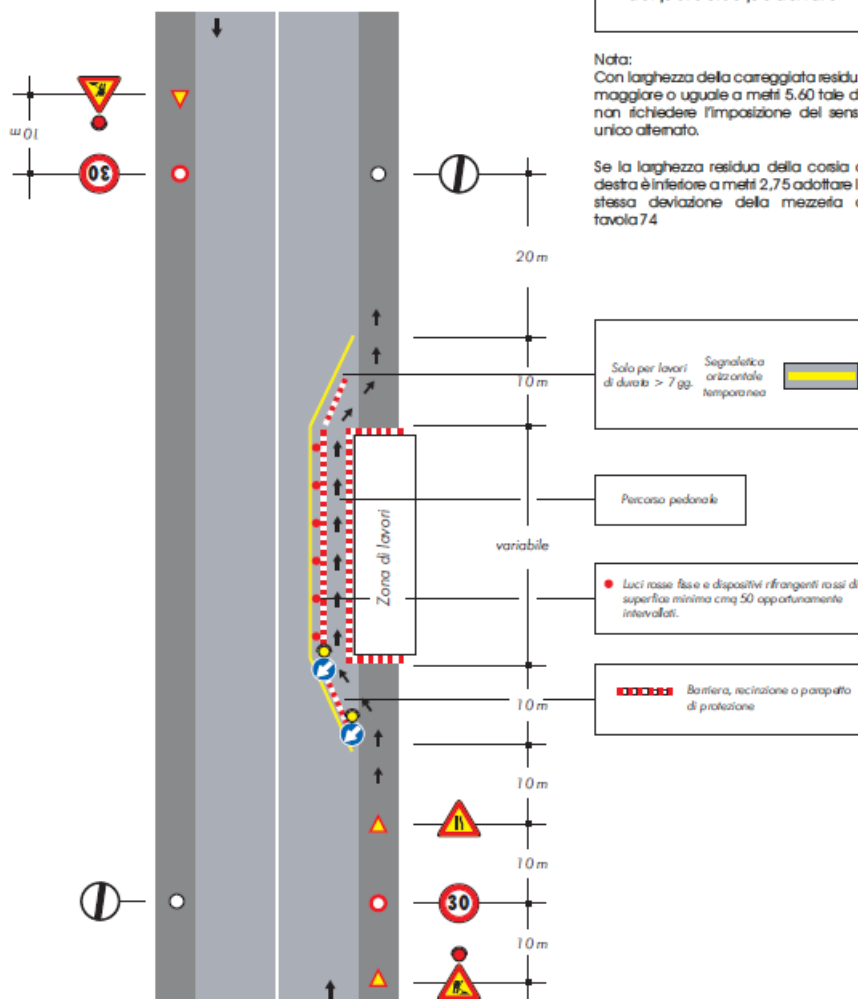 Nota:
Con larghezza della carreggiata residu
maggiore o uguale a metri 5.60 tale d
non richiedere l'imposizione del sens
unico alternato.
Se la larghezza residua della corsia d
destra è inferiore a metri 2,75 adottare l
stessa deviazione della mezzeria d
tavola 74
10 m
30
20 m
10 m
Solo per lavori
di durata > 7 gg.
Segnaletica
orizzontale
temporanea
Percorso pedonale
Zona di lavori
variabile
Luci rosse fisse e dispositivi rifrangenti rossi di
superfice minima cmq 50 opportunamente
intervallati.
Barriera, recinzione o parapetto
di protezione
10 m
10 m
10 m
30
10 m